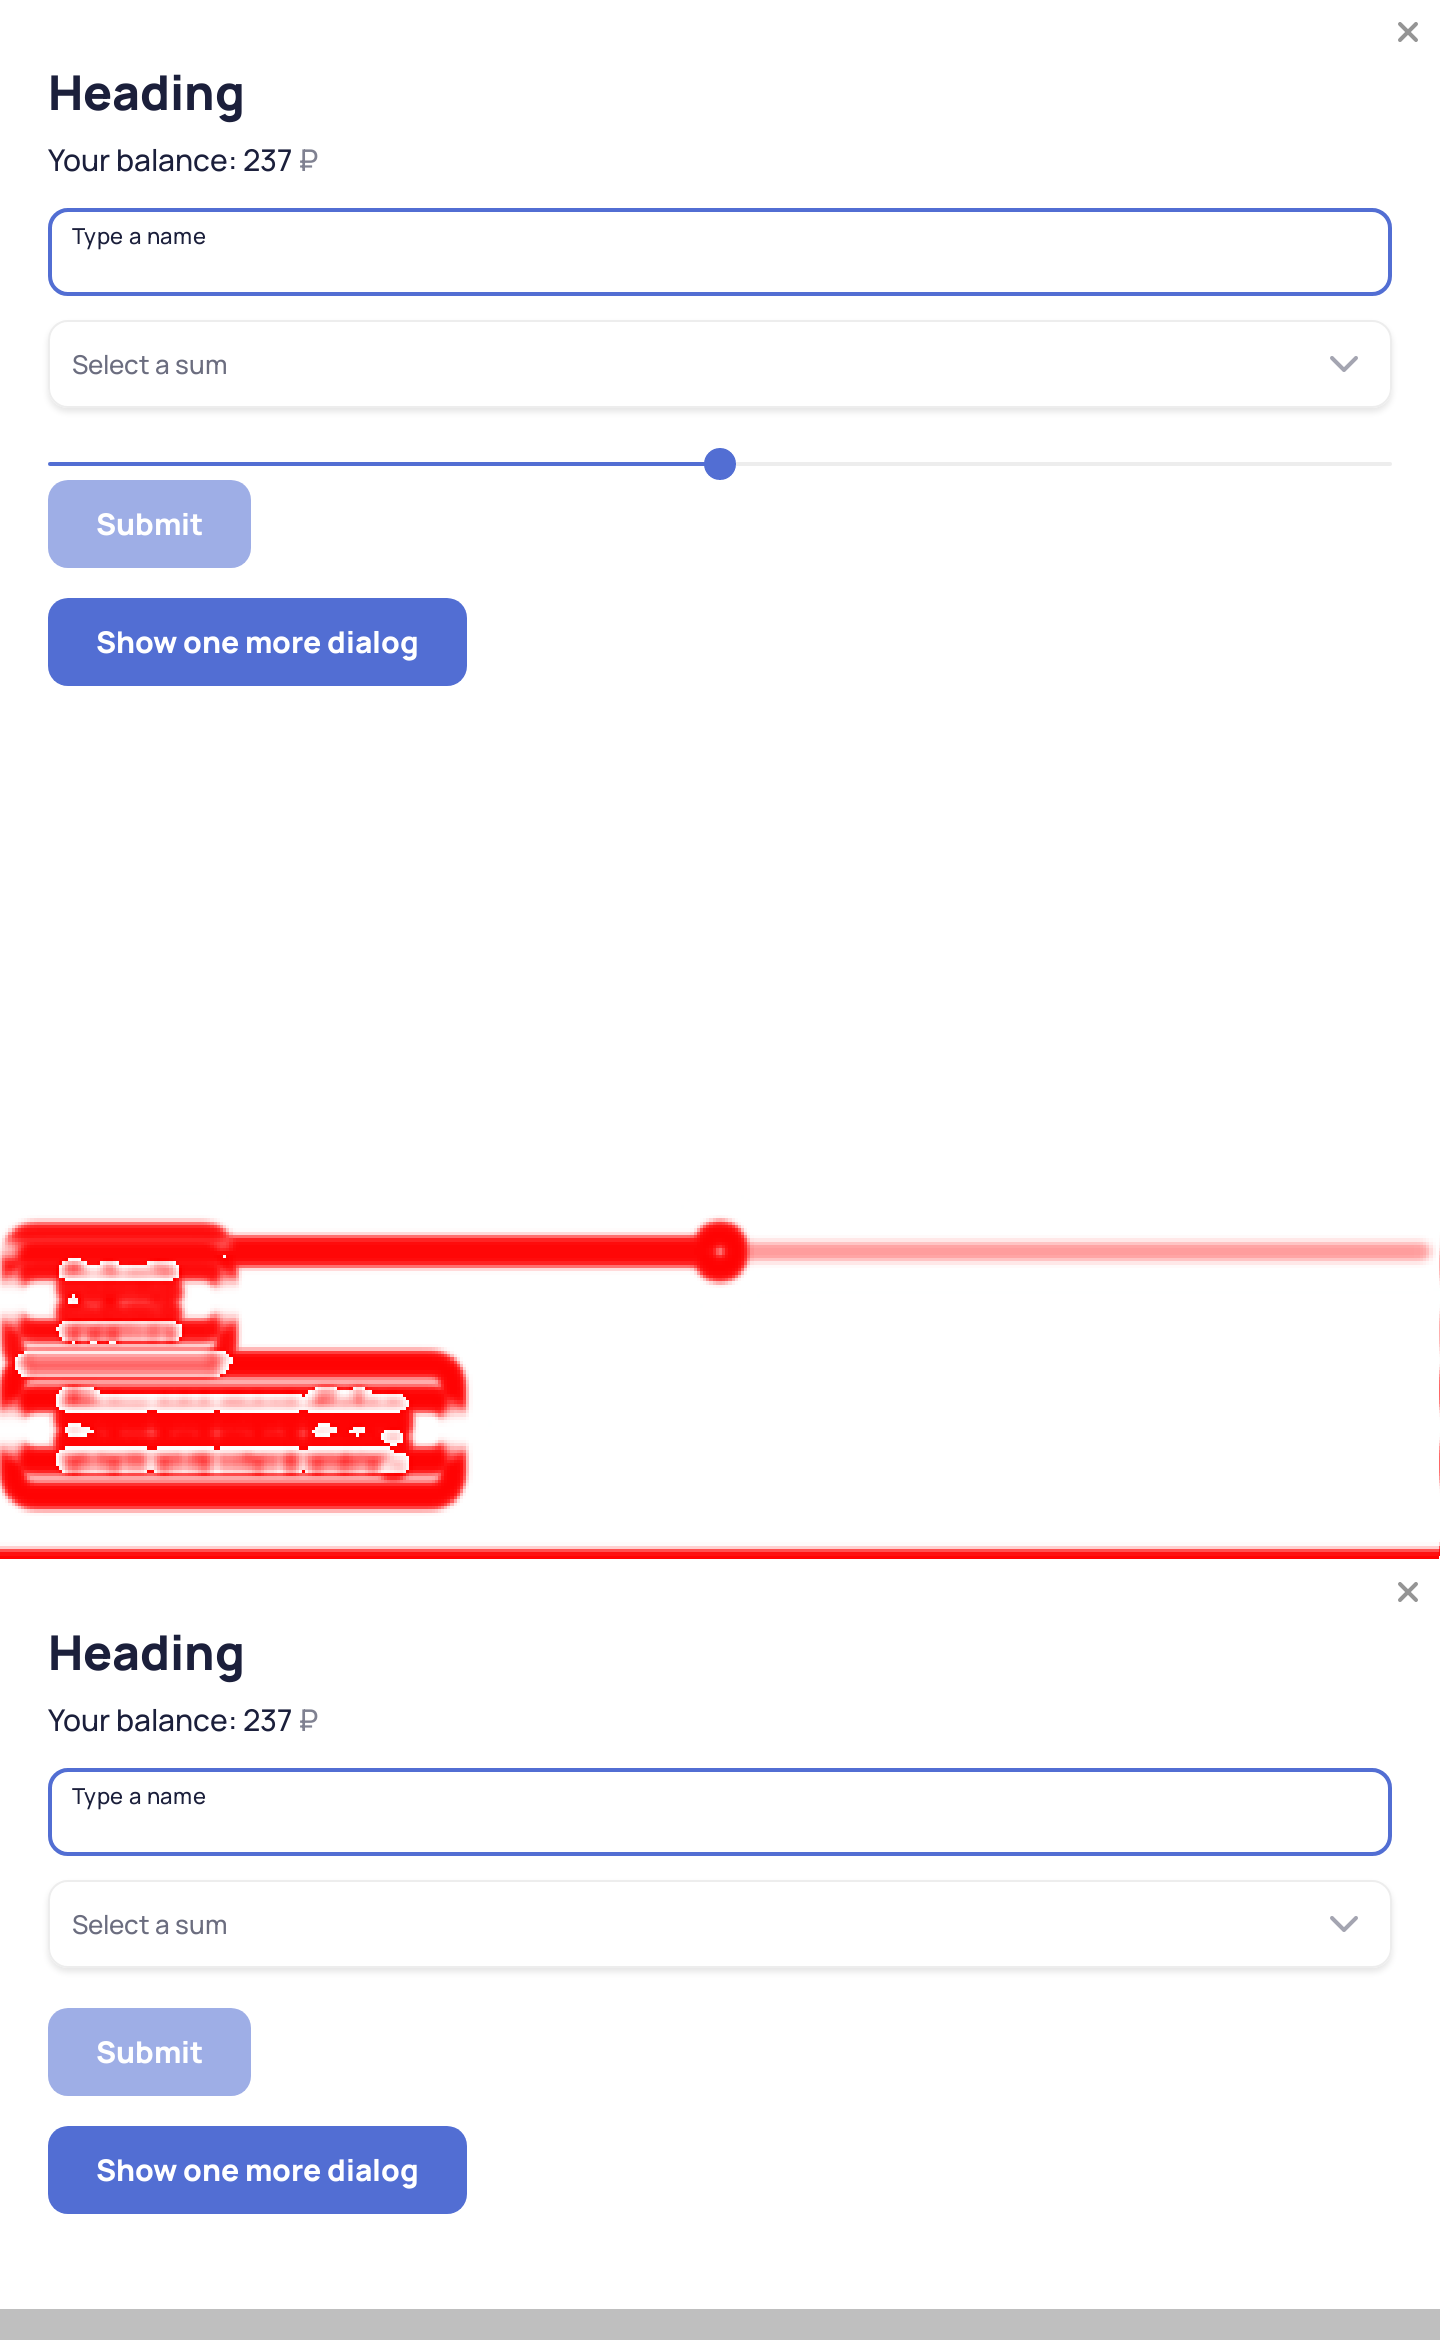 Heading
Your balance: 237 ₽
Type a name
Select a sum
Submit
Show one more dialog
Heading
Your balance: 237 ₽
Type a name
Select a sum
Submit
Show one more dialog